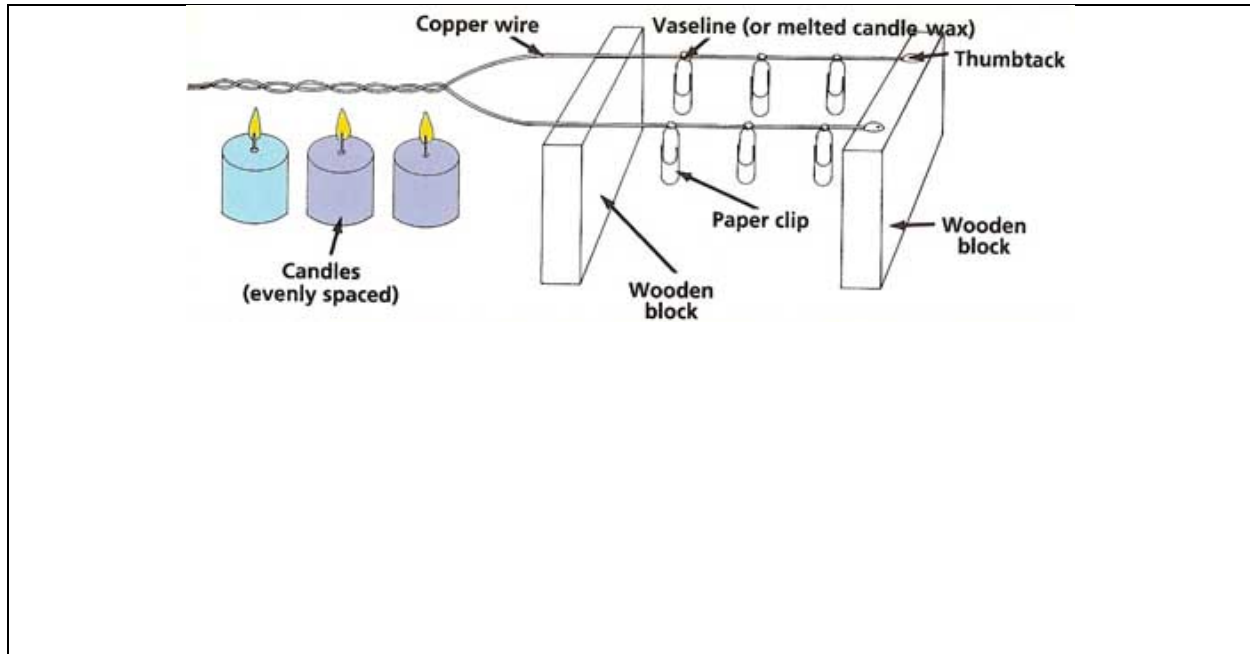 Copper wire
Vaseline (or melted candle wax)
Thumbtack
Paper clip
Wooden
block
Candles
(evenly spaced)
Wooden
block